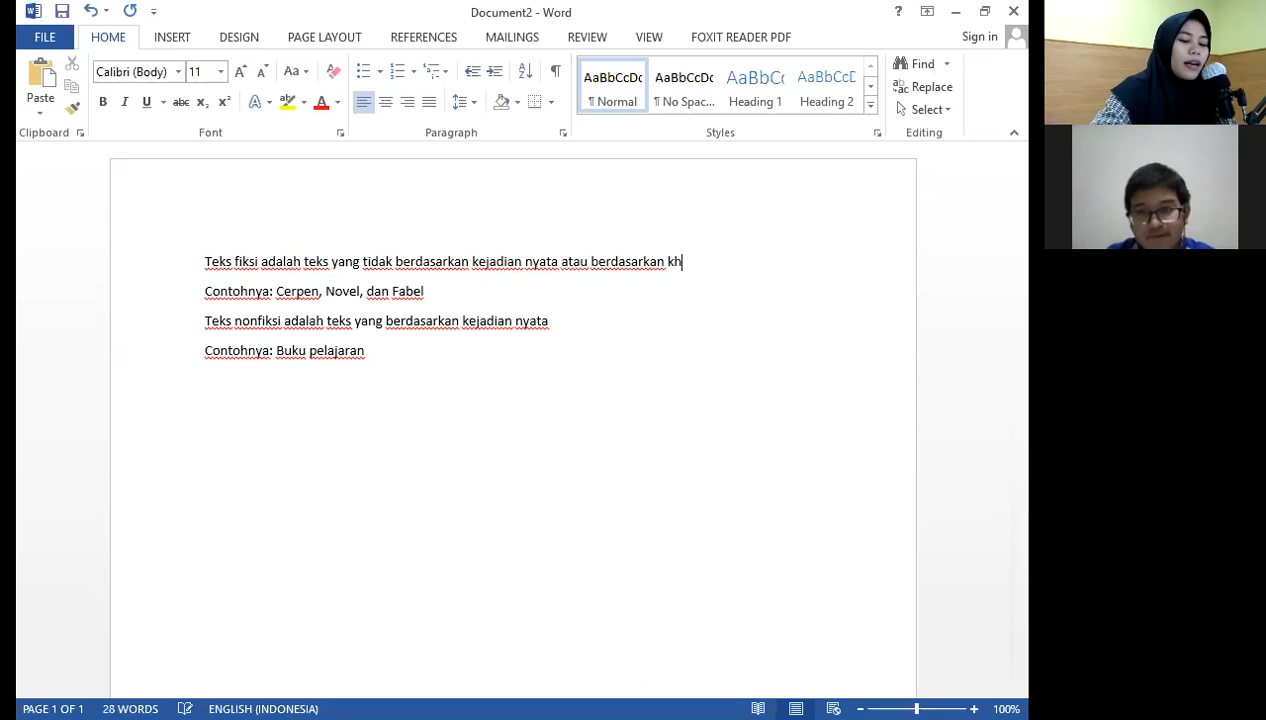 Document2 - Word
FILE HOME INSERT DESIGN PAGE LAYOUT REFERENCES MAILINGS REVIEW VIEW FOXIT READER PDF Sign in
Paste
Calibri (Body) 11
AaBbCcDc AaBbCcDc AaBbC AaBbCcD
¶ Normal ¶ No Spac... Heading 1 Heading 2
Find
Replace
Select
Clipboard Font Paragraph Styles Editing
Teks fiksi adalah teks yang tidak berdasarkan kejadian nyata atau berdasarkan kh
Contohnya: Cerpen, Novel, dan Fabel
Teks nonfiksi adalah teks yang berdasarkan kejadian nyata
Contohnya: Buku pelajaran
PAGE 1 OF 1 28 WORDS ENGLISH (INDONESIA) 100%